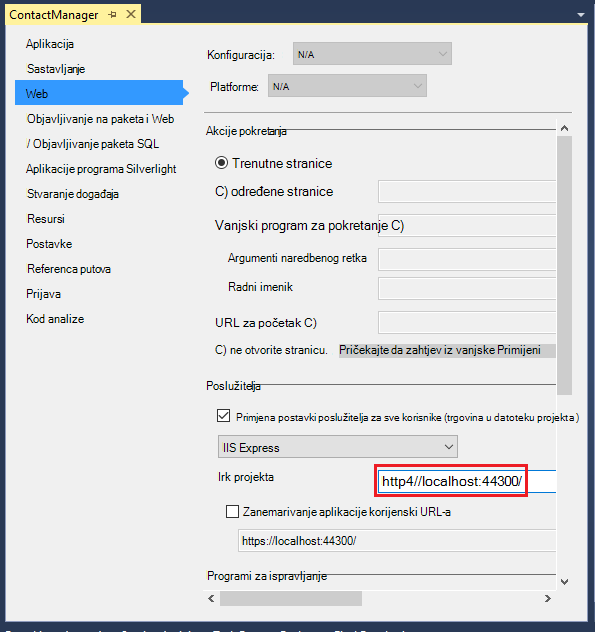 ContactManager
Aplikacija
Sastavljanje
Web
Objavljivanje na paketa i Web
/ Objavljivanje paketa SQL
Aplikacije programa Silverlight
Stvaranje događaja
Resursi
Postavke
Referenca putova
Prijava
Kod analize
Konfiguracija: N/A
Platforme: N/A
Akcije pokretanja
Trenutne stranice
C) određene stranice
Vanjski program za pokretanje C)
Argumenti naredbenog retka
Radni imenik
URL za početak C)
C) ne otvorite stranicu. Pričekajte da zahtjev iz vanjske Primijeni
Poslužitelja
Primjena postavki poslužitelja za sve korisnike (trgovina u datoteku projekta )
IIS Express
Irk projekta http4//localhost:44300/
Zanemarivanje aplikacije korijenski URL-a
https://localhost:44300/
Programi za ispravljanje